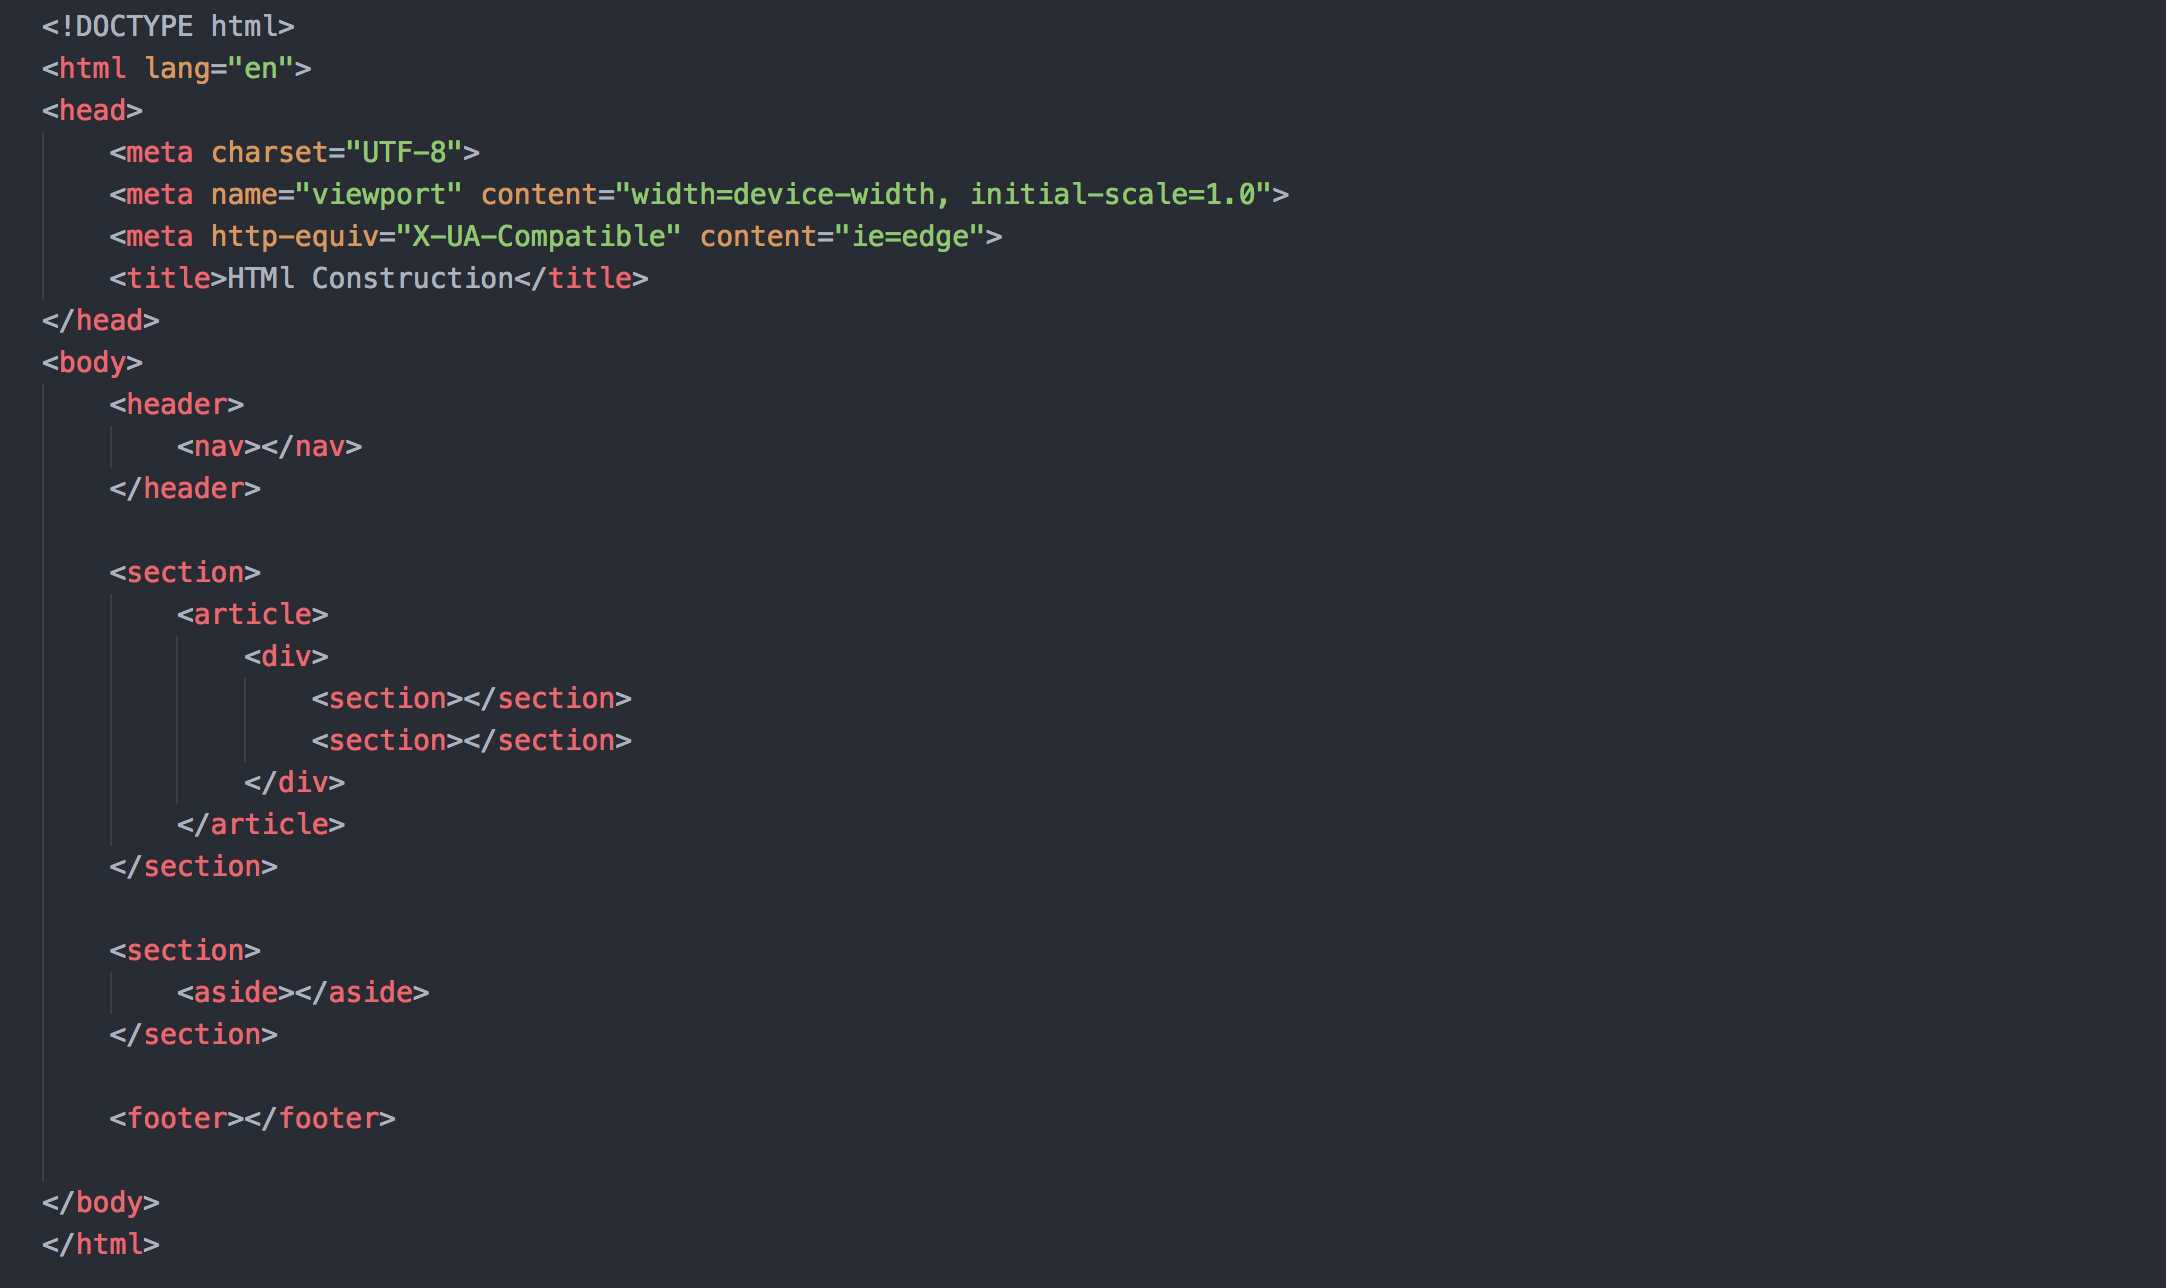 <!DOCTYPE html>
<html lang="en">
<head>
    <meta charset="UTF-8">
    <meta name="viewport" content="width=device-width, initial-scale=1.0">
    <meta http-equiv="X-UA-Compatible" content="ie=edge">
    <title>HTMl Construction</title>
</head>
<body>
    <header>
        <nav></nav>
    </header>

    <section>
        <article>
            <div>
                <section></section>
                <section></section>
            </div>
        </article>
    </section>

    <section>
        <aside></aside>
    </section>

    <footer></footer>

</body>
</html>